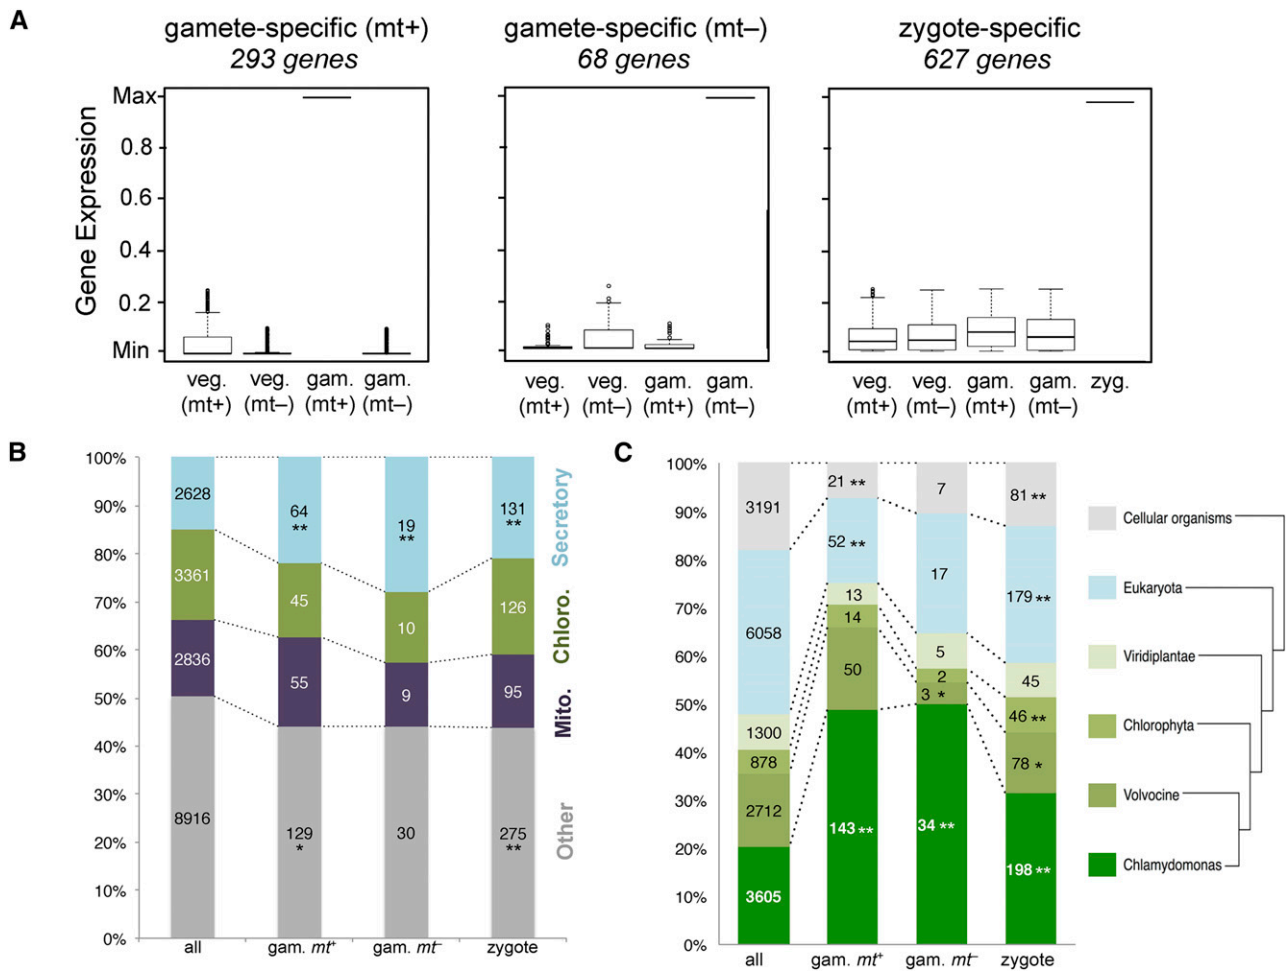 A
gamete-specific (mt+)
293 genes
gamete-specific (mt–)
68 genes
zygote-specific
627 genes
Gene Expression
Max
0.8
0.6
0.4
0.2
Min
veg.
(mt+)
veg.
(mt–)
gam.
(mt+)
gam.
(mt–)
veg.
(mt+)
veg.
(mt–)
gam.
(mt+)
gam.
(mt–)
veg.
(mt+)
veg.
(mt–)
gam.
(mt+)
gam.
(mt–)
zyg.
B
100%
90%
80%
70%
60%
50%
40%
30%
20%
10%
0%
2628
3361
2836
8916
64
**
45
55
129
*
19
**
10
9
30
131
**
126
95
275
**
Secretory
Chloro.
Mito.
Other
all
gam. mt+
gam. mt–
zygote
C
100%
90%
80%
70%
60%
50%
40%
30%
20%
10%
0%
3191
6058
1300
878
2712
3605
21 **
52 **
13
14
50
143 **
7
17
5
2
3 *
34 **
81 **
179 **
45
46 **
78 *
198 **
all
gam. mt+
gam. mt–
zygote
Cellular organisms
Eukaryota
Viridiplantae
Chlorophyta
Volvocine
Chlamydomonas